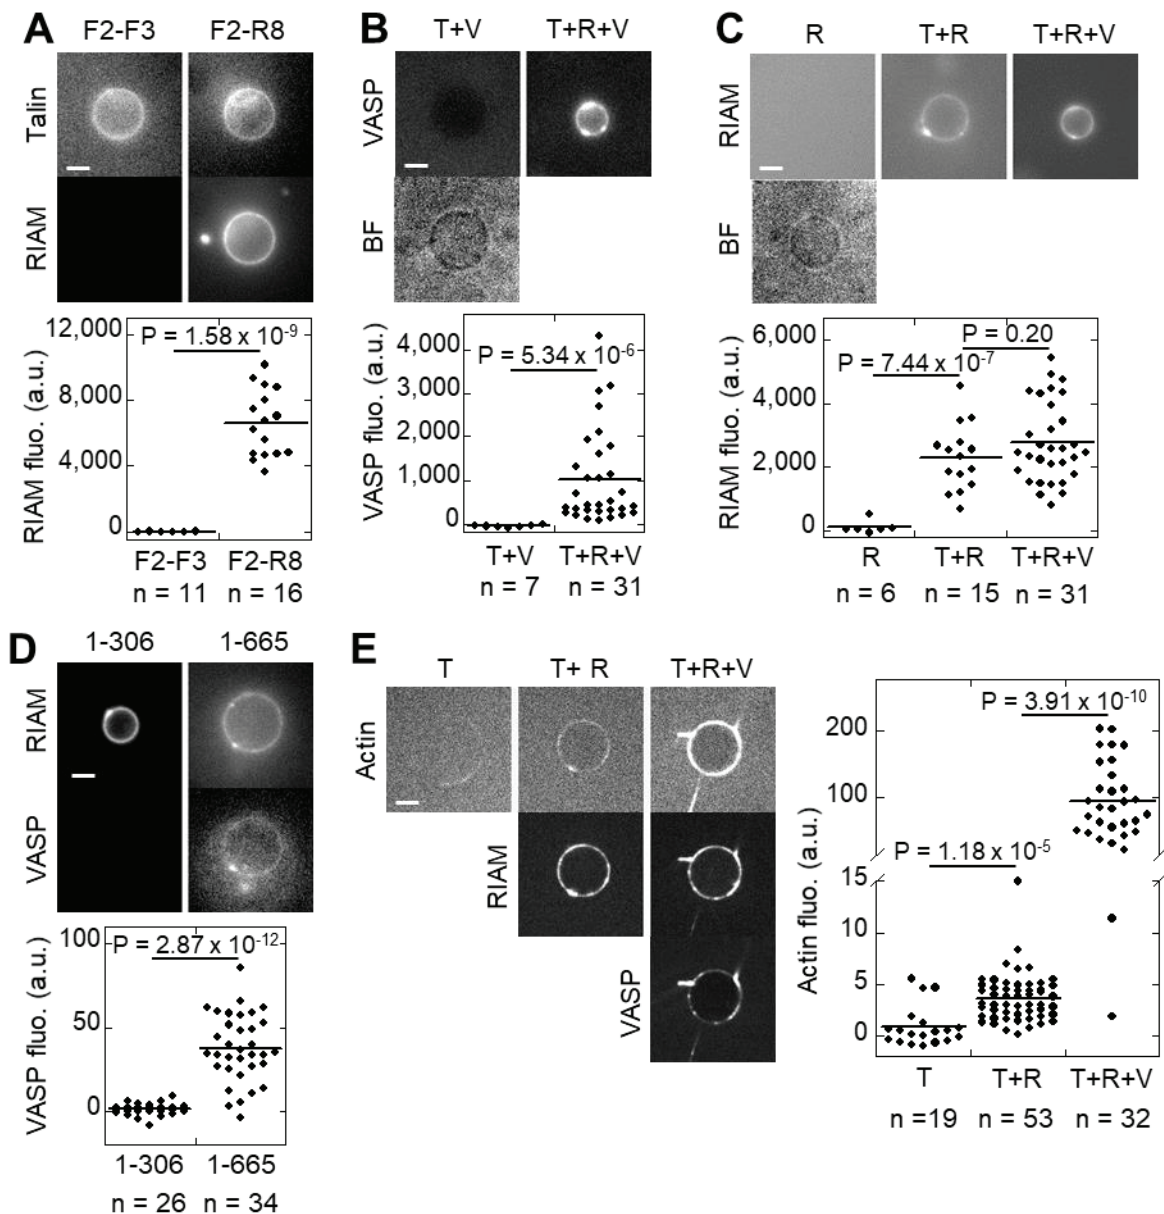 A
F2-F3 F2-R8
Talin
RIAM
RIAM fluo. (a.u.)
12,000
8,000
4,000
0
P = 1.58 x 10-9
F2-F3 F2-R8
n = 11 n = 16
B
T+V T+R+V
VASP
BF
VASP fluo. (a.u.)
4,000
3,000
2,000
1,000
0
P = 5.34 x 10-6
T+V T+R+V
n = 7 n = 31
C
R T+R T+R+V
RIAM
BF
RIAM fluo. (a.u.)
6,000
4,000
2,000
0
P = 0.20
P = 7.44 x 10-7
R T+R T+R+V
n = 6 n = 15 n = 31
D
1-306 1-665
RIAM
VASP
VASP fluo. (a.u.)
100
50
0
P = 2.87 x 10-12
1-306 1-665
n = 26 n = 34
E
T T+ R T+R+V
Actin
RIAM
VASP
Actin fluo. (a.u.)
200
100
15
10
5
0
P = 3.91 x 10-10
P = 1.18 x 10-5
T T+R T+R+V
n =19 n = 53 n = 32